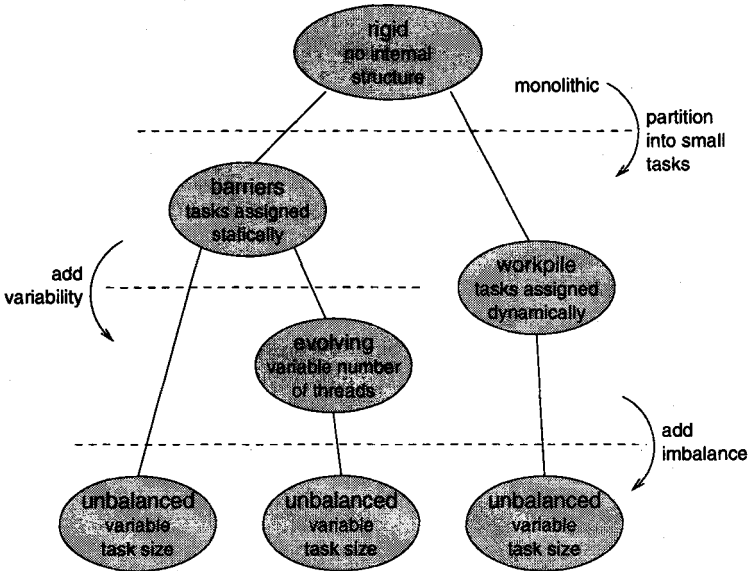 rigid
no internal
structure
monolithic
partition
into small
tasks
barriers
tasks assigned
statically
add
variability
workpile
tasks assigned
dynamically
evolving
variable number
of threads
add
imbalance
unbalanced
variable
task size
unbalanced
variable
task size
unbalanced
variable
task size